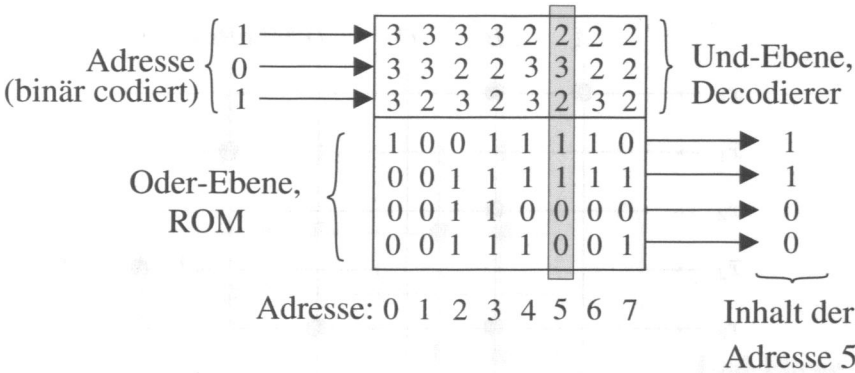 1 3 3 3 3 2 2 2 2
Adresse 0 3 3 2 2 3 3 2 2 Und-Ebene,
(binär codiert) 1 3 2 3 2 3 2 3 2 Decodierer
1 0 0 1 1 1 1 0 1
Oder-Ebene, 0 0 1 1 1 1 1 1 1
ROM 0 0 1 1 0 0 0 0 0
0 0 1 1 1 0 0 1 0
Adresse: 0 1 2 3 4 5 6 7 Inhalt der
Adresse 5